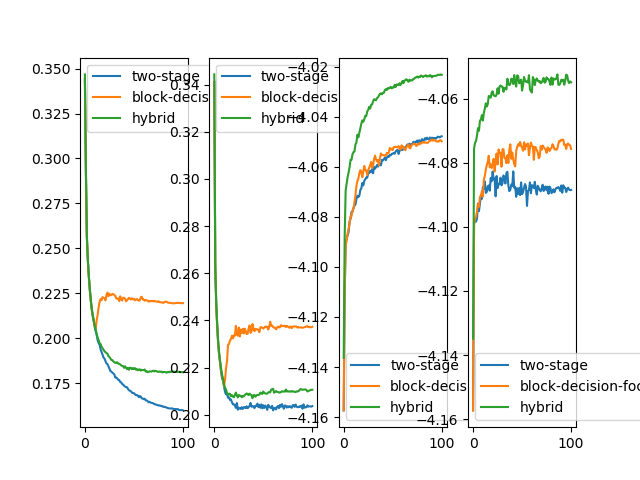 two-stage
block-decis
hybrid
two-stage
block-decis
hybrid
two-stage
block-decis
hybrid
two-stage
block-decision-foc
hybrid
0.350
0.325
0.300
0.275
0.250
0.225
0.200
0.175
0 100
0.34
0.32
0.30
0.28
0.26
0.24
0.22
0.20
0 100
−4.02
−4.06
−4.08
−4.10
−4.12
−4.14
−4.16
0 100
−4.06
−4.08
−4.10
−4.12
−4.14
−4.16
0 100